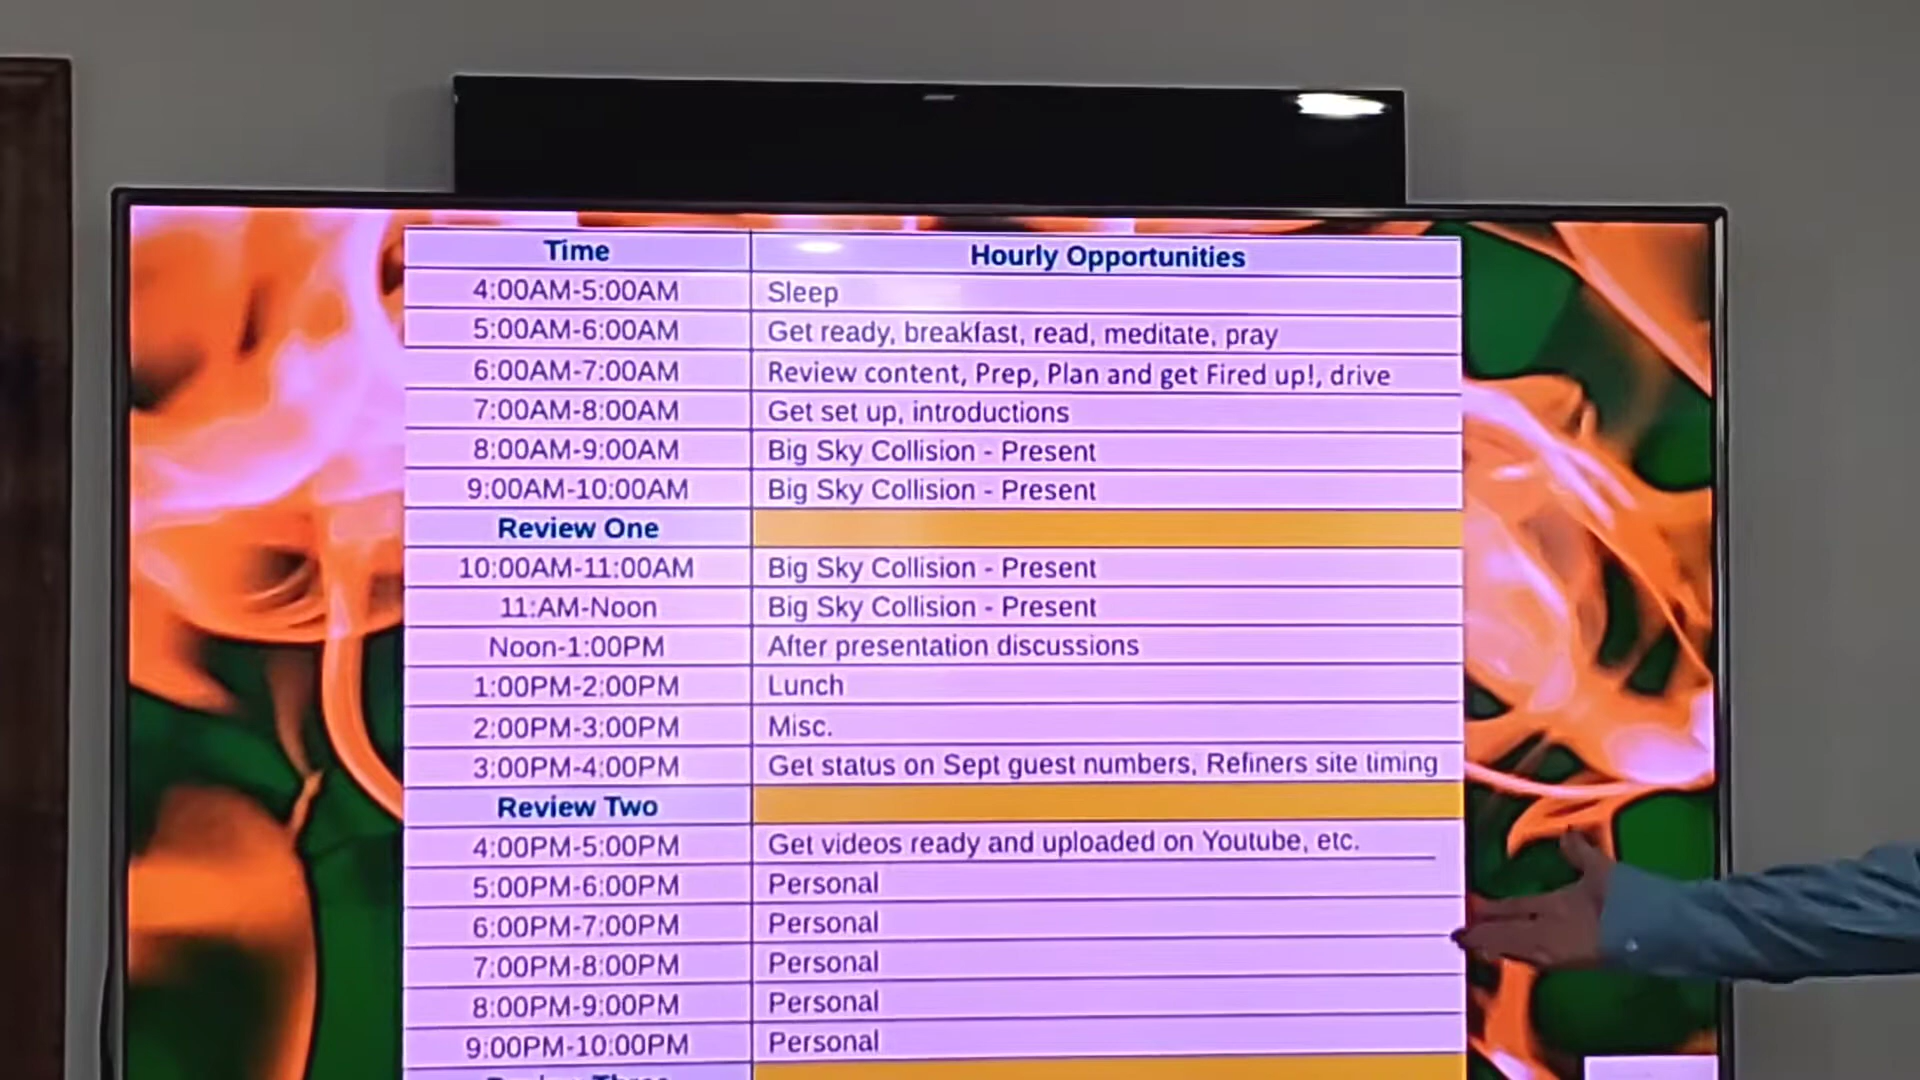 Time Hourly Opportunities
4:00AM-5:00AM Sleep
5:00AM-6:00AM Get ready, breakfast, read, meditate, pray
6:00AM-7:00AM Review content, Prep, Plan and get Fired up!, drive
7:00AM-8:00AM Get set up, introductions
8:00AM-9:00AM Big Sky Collision - Present
9:00AM-10:00AM Big Sky Collision - Present
Review One
10:00AM-11:00AM Big Sky Collision - Present
11:AM-Noon Big Sky Collision - Present
Noon-1:00PM After presentation discussions
1:00PM-2:00PM Lunch
2:00PM-3:00PM Misc.
3:00PM-4:00PM Get status on Sept guest numbers, Refiners site timing
Review Two
4:00PM-5:00PM Get videos ready and uploaded on Youtube, etc.
5:00PM-6:00PM Personal
6:00PM-7:00PM Personal
7:00PM-8:00PM Personal
8:00PM-9:00PM Personal
9:00PM-10:00PM Personal